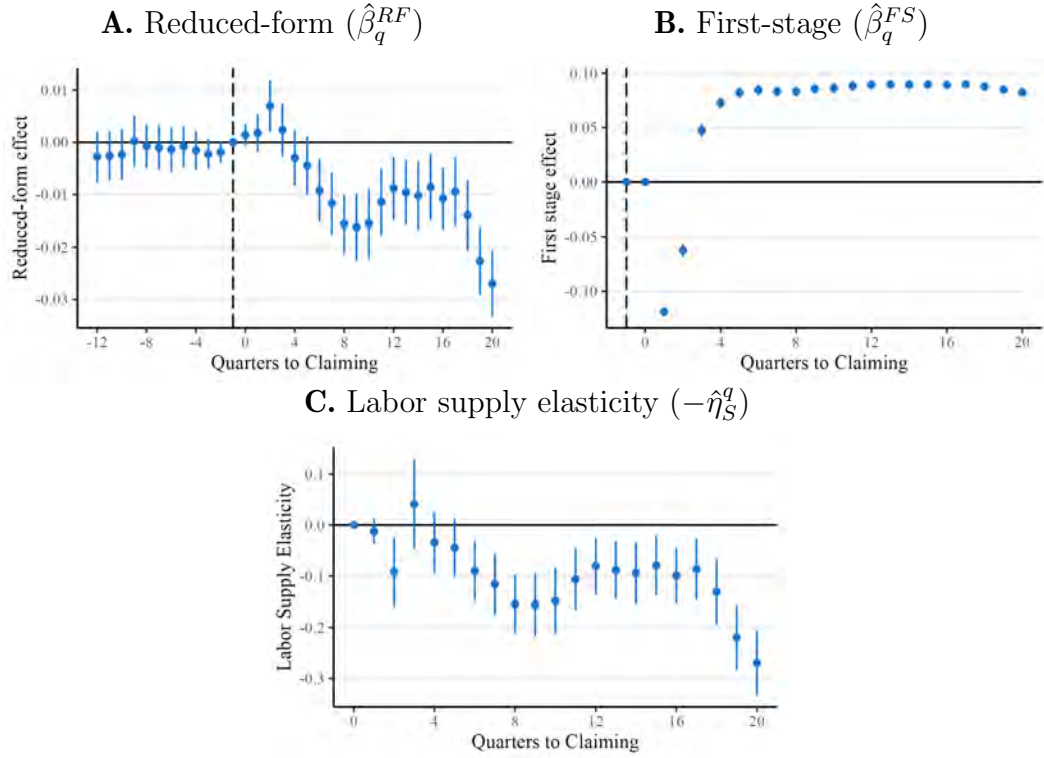 A. Reduced-form (β̂_q^{RF})
B. First-stage (β̂_q^{FS})
0.01
0.00
-0.01
-0.02
-0.03
Reduced-form effect
-12 -8 -4 0 4 8 12 16 20
Quarters to Claiming
0.10
0.05
0.00
-0.05
-0.10
First stage effect
0 4 8 12 16 20
Quarters to Claiming
C. Labor supply elasticity (−η̂_S^q)
0.1
0.0
-0.1
-0.2
-0.3
Labor Supply Elasticity
0 4 8 12 16 20
Quarters to Claiming